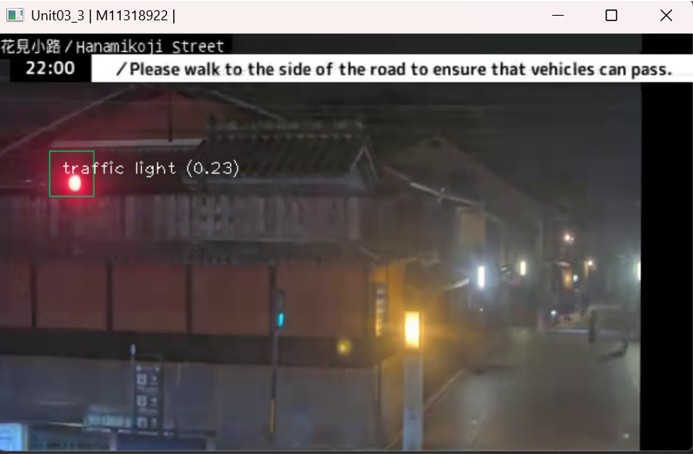 Unit03_3 | M11318922 |
花見小路/Hanamikoji Street
22:00
/Please walk to the side of the road to ensure that vehicles can pass.
traffic light (0.23)